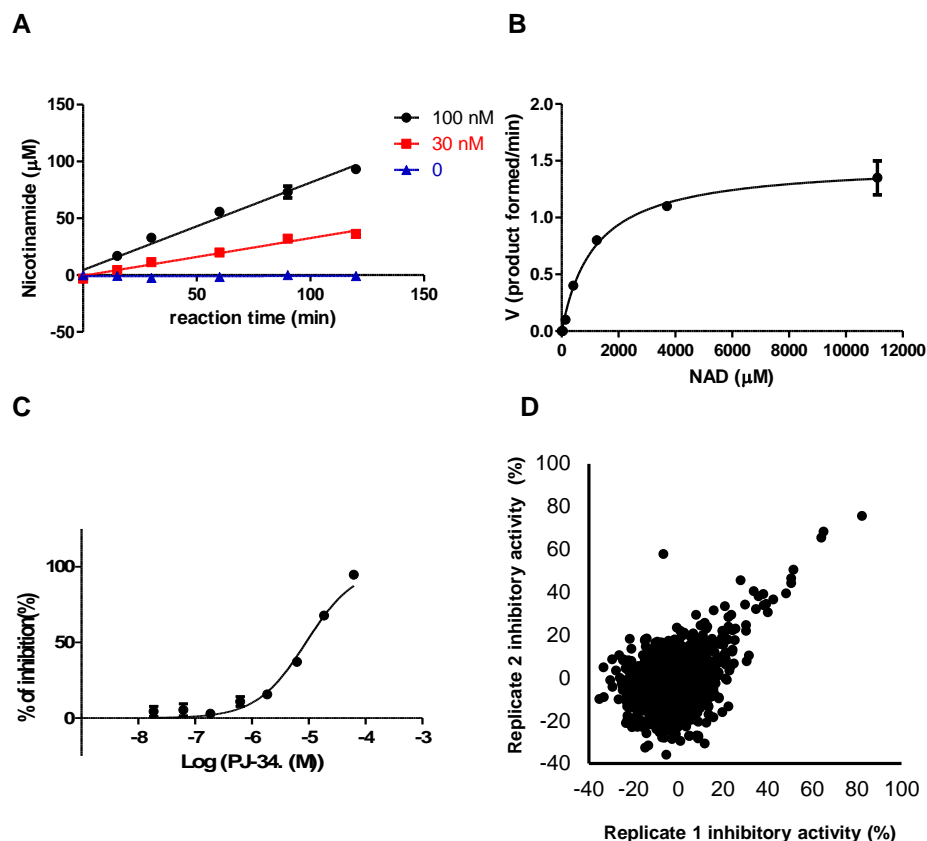 A
Nicotinamide (µM)
150
100
50
0
-50
50
100
150
reaction time (min)
100 nM
30 nM
0
B
V (product formed/min)
2.0
1.5
1.0
0.5
0.0
0 2000 4000 6000 8000 10000 12000
NAD (µM)
C
% of inhibition(%)
100
50
0
-8 -7 -6 -5 -4 -3
Log (PJ-34. (M))
D
Replicate 2 inhibitory activity (%)
100
80
60
40
20
0
-20
-40
-40 -20 0 20 40 60 80 100
Replicate 1 inhibitory activity (%)